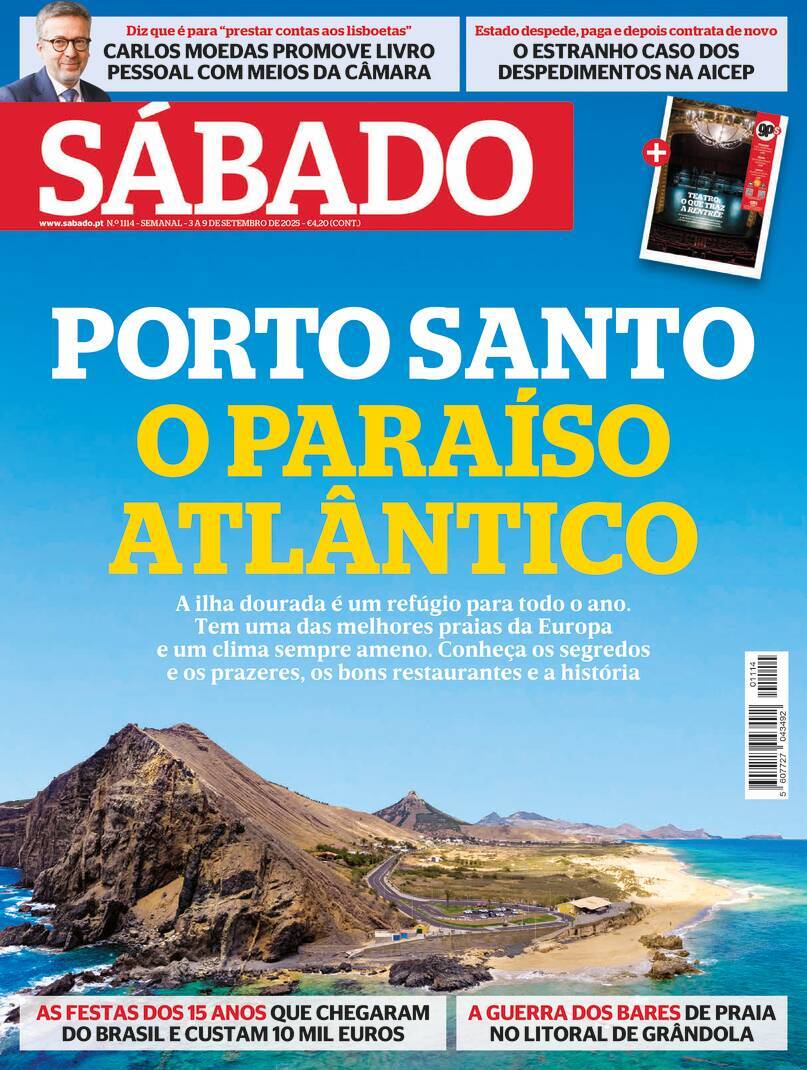 Diz que é para “prestar contas aos lisboetas”
CARLOS MOEDAS PROMOVE LIVRO
PESSOAL COM MEIOS DA CÂMARA
Estado despede, paga e depois contrata de novo
O ESTRANHO CASO DOS
DESPEDIMENTOS NA AICEP
SÁBADO
www.sabado.pt N.º 1114 – SEMANAL – 3 A 9 DE SETEMBRO DE 2025 – €4,20 (CONT.)
+
gps
TEATRO:
O QUE TRAZ
A RENTRÉE
PORTO SANTO
O PARAÍSO
ATLÂNTICO
A ilha dourada é um refúgio para todo o ano.
Tem uma das melhores praias da Europa
e um clima sempre ameno. Conheça os segredos
e os prazeres, os bons restaurantes e a história
01114
5 607727 043492
AS FESTAS DOS 15 ANOS QUE CHEGARAM
DO BRASIL E CUSTAM 10 MIL EUROS
A GUERRA DOS BARES DE PRAIA
NO LITORAL DE GRÂNDOLA